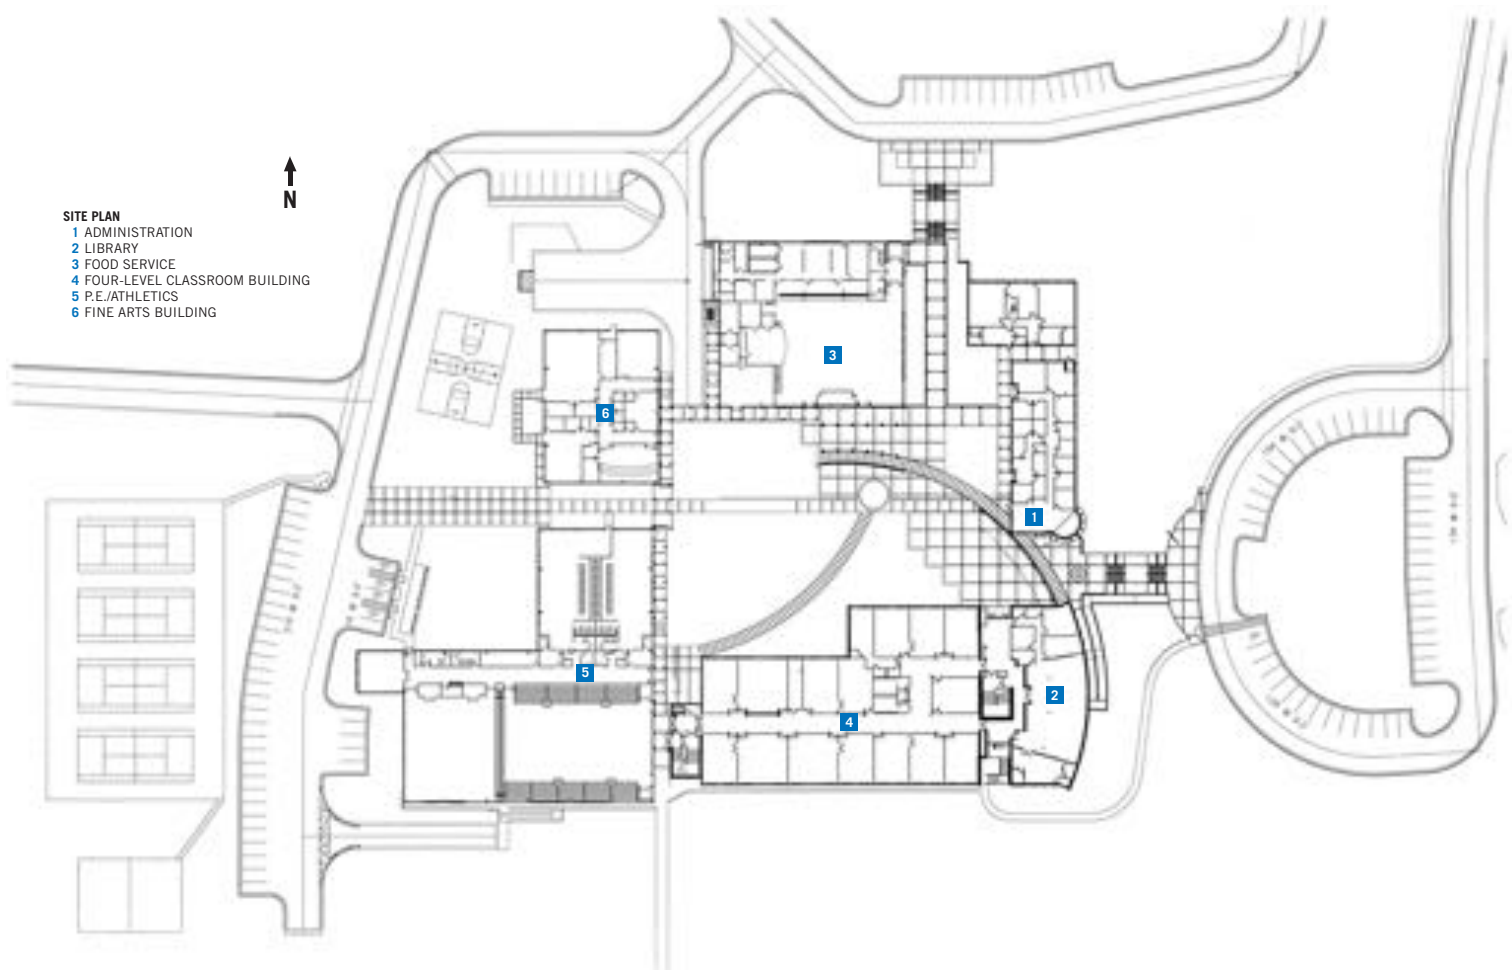 N
SITE PLAN
1 ADMINISTRATION
2 LIBRARY
3 FOOD SERVICE
4 FOUR-LEVEL CLASSROOM BUILDING
5 P.E./ATHLETICS
6 FINE ARTS BUILDING
3
6
1
5
2
4